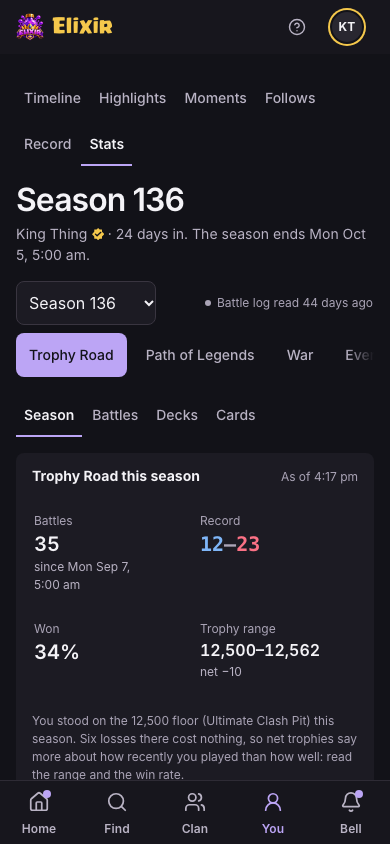 Elixir
KT
Timeline Highlights Moments Follows
Record Stats
Season 136
King Thing · 24 days in. The season ends Mon Oct
5, 5:00 am.
Season 136
Battle log read 44 days ago
Trophy Road Path of Legends War Eve
Season Battles Decks Cards
Trophy Road this season As of 4:17 pm
Battles Record
35 12–23
since Mon Sep 7,
5:00 am
Won Trophy range
34% 12,500–12,562
net −10
You stood on the 12,500 floor (Ultimate Clash Pit) this
season. Six losses there cost nothing, so net trophies say
more about how recently you played than how well: read
the range and the win rate.
Home Find Clan You Bell